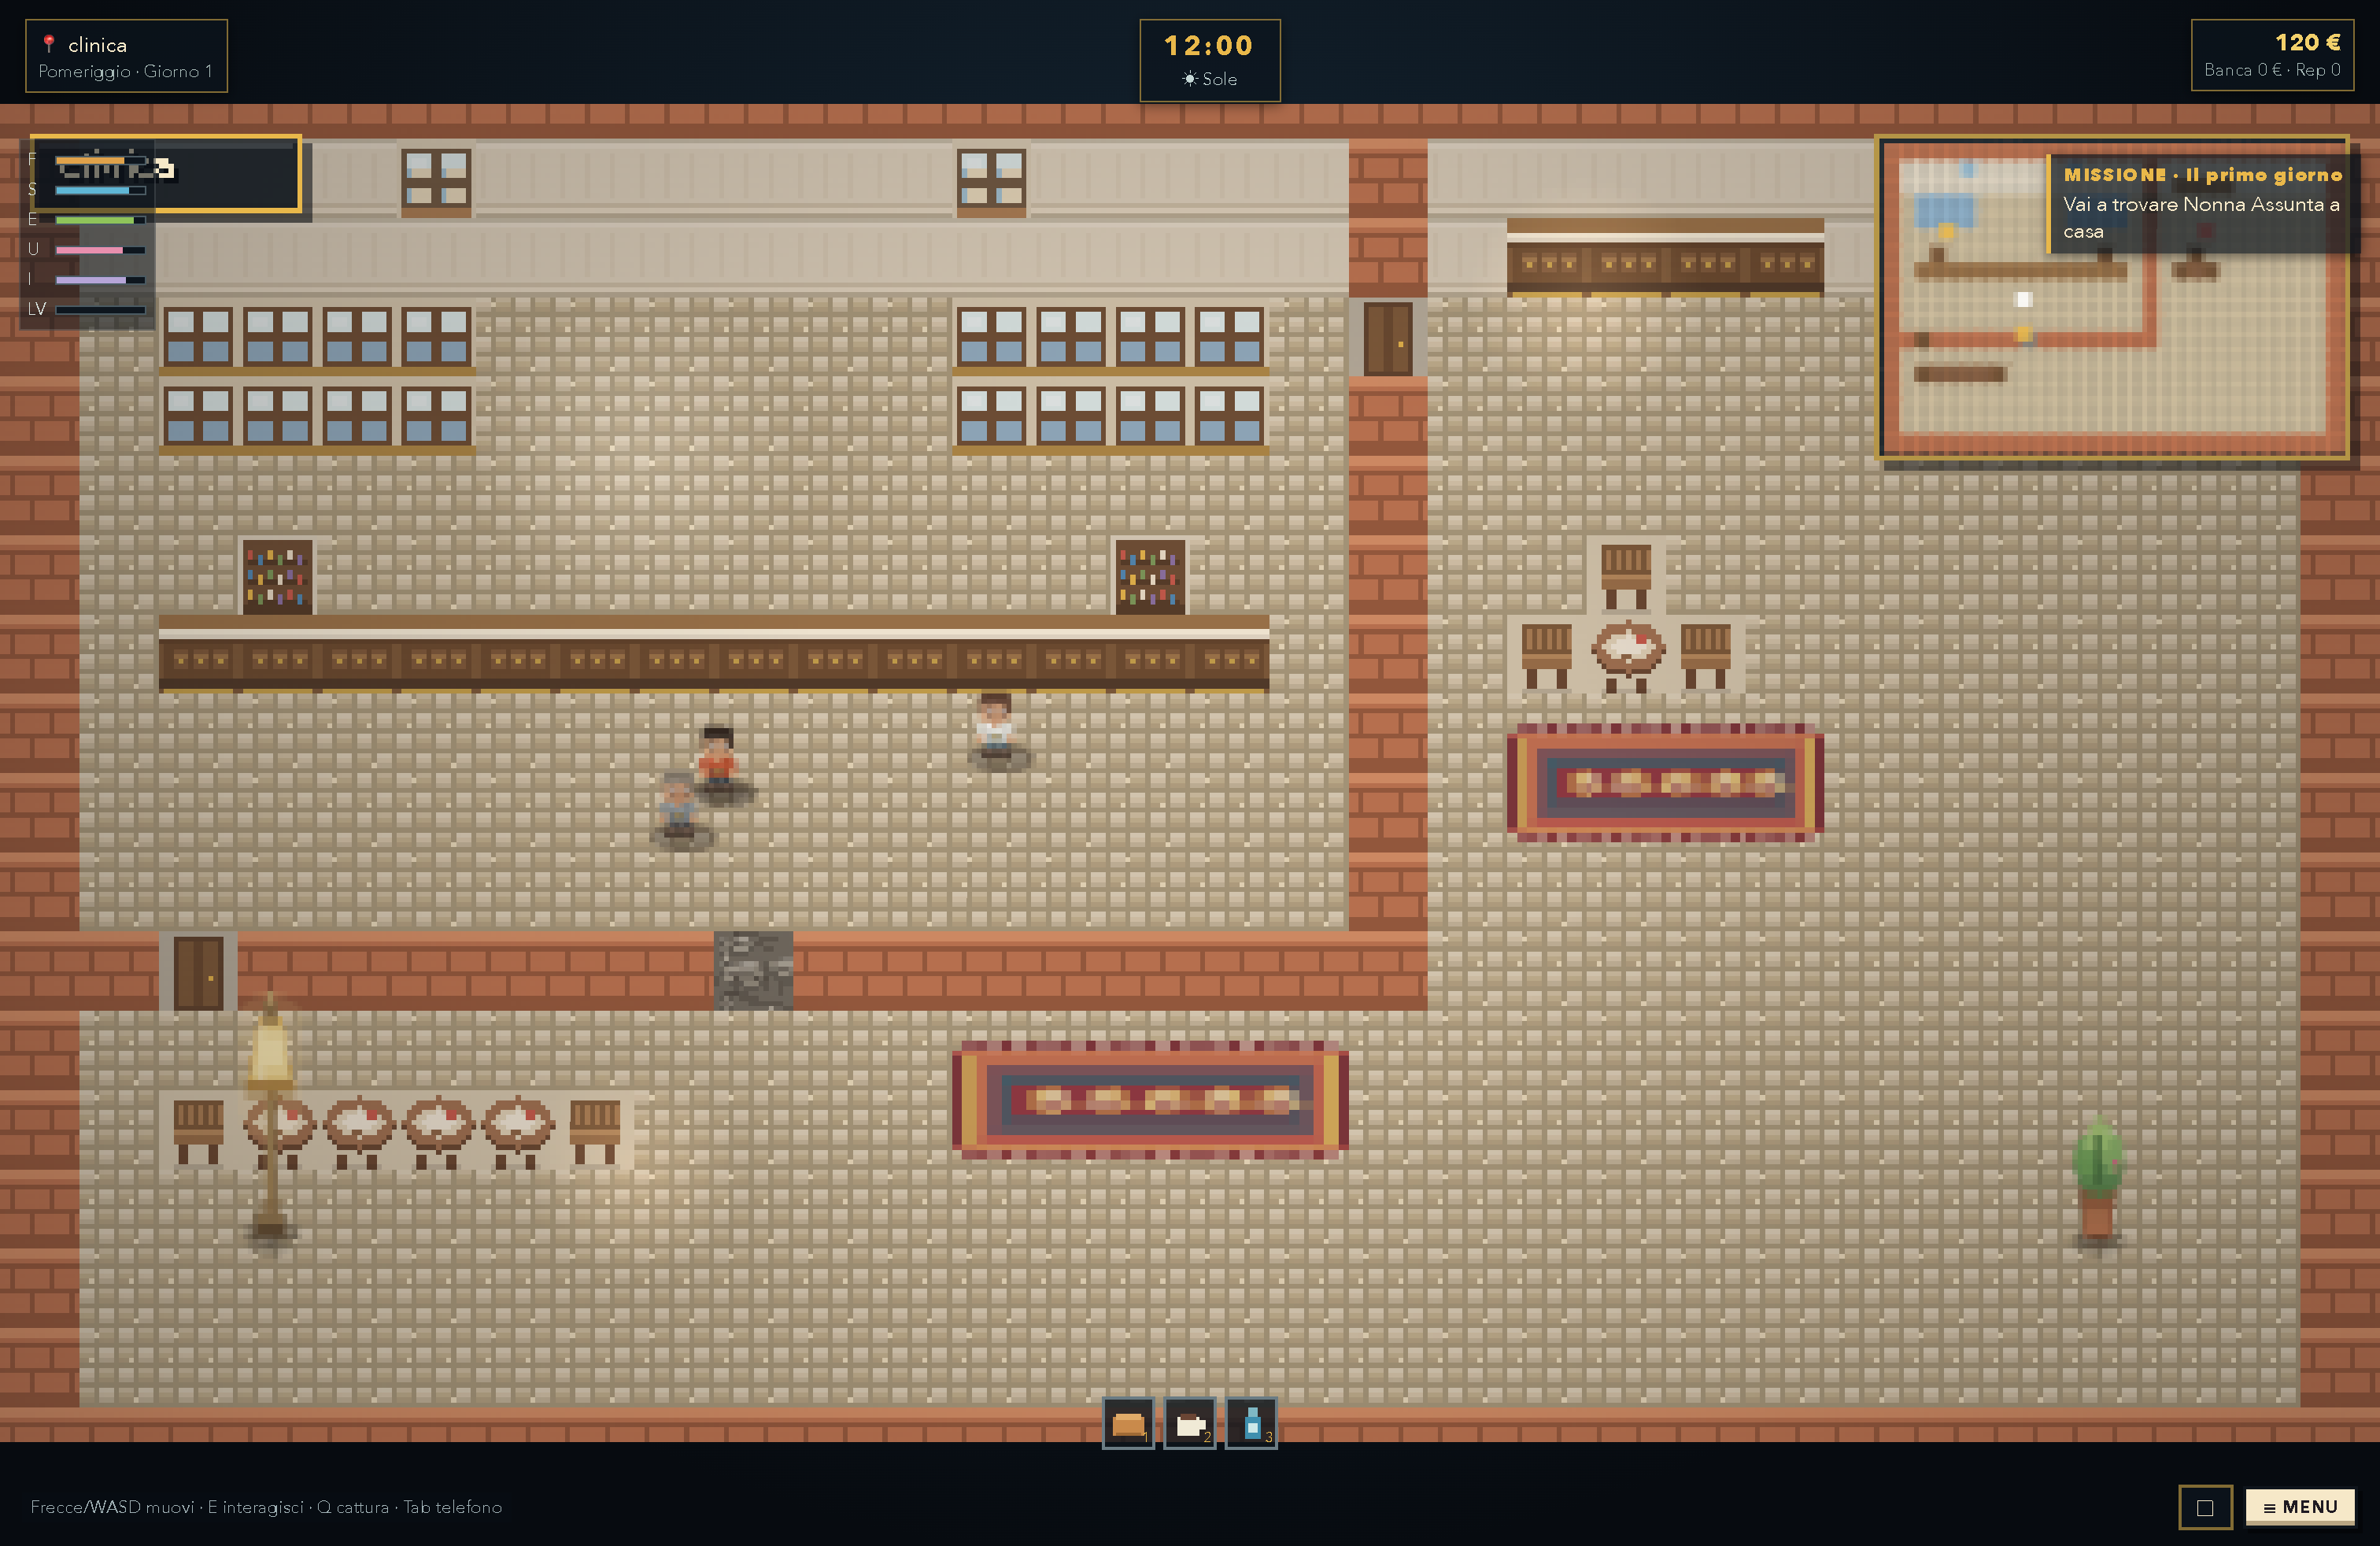 clinica
Pomeriggio · Giorno 1
12:00
☀ Sole
120 €
Banca 0 € · Rep 0
F
S
E
U
I
LV
MISSIONE · Il primo giorno
Vai a trovare Nonna Assunta a
casa
1
2
3
Frecce/WASD muovi · E interagisci · Q cattura · Tab telefono
≡ MENU